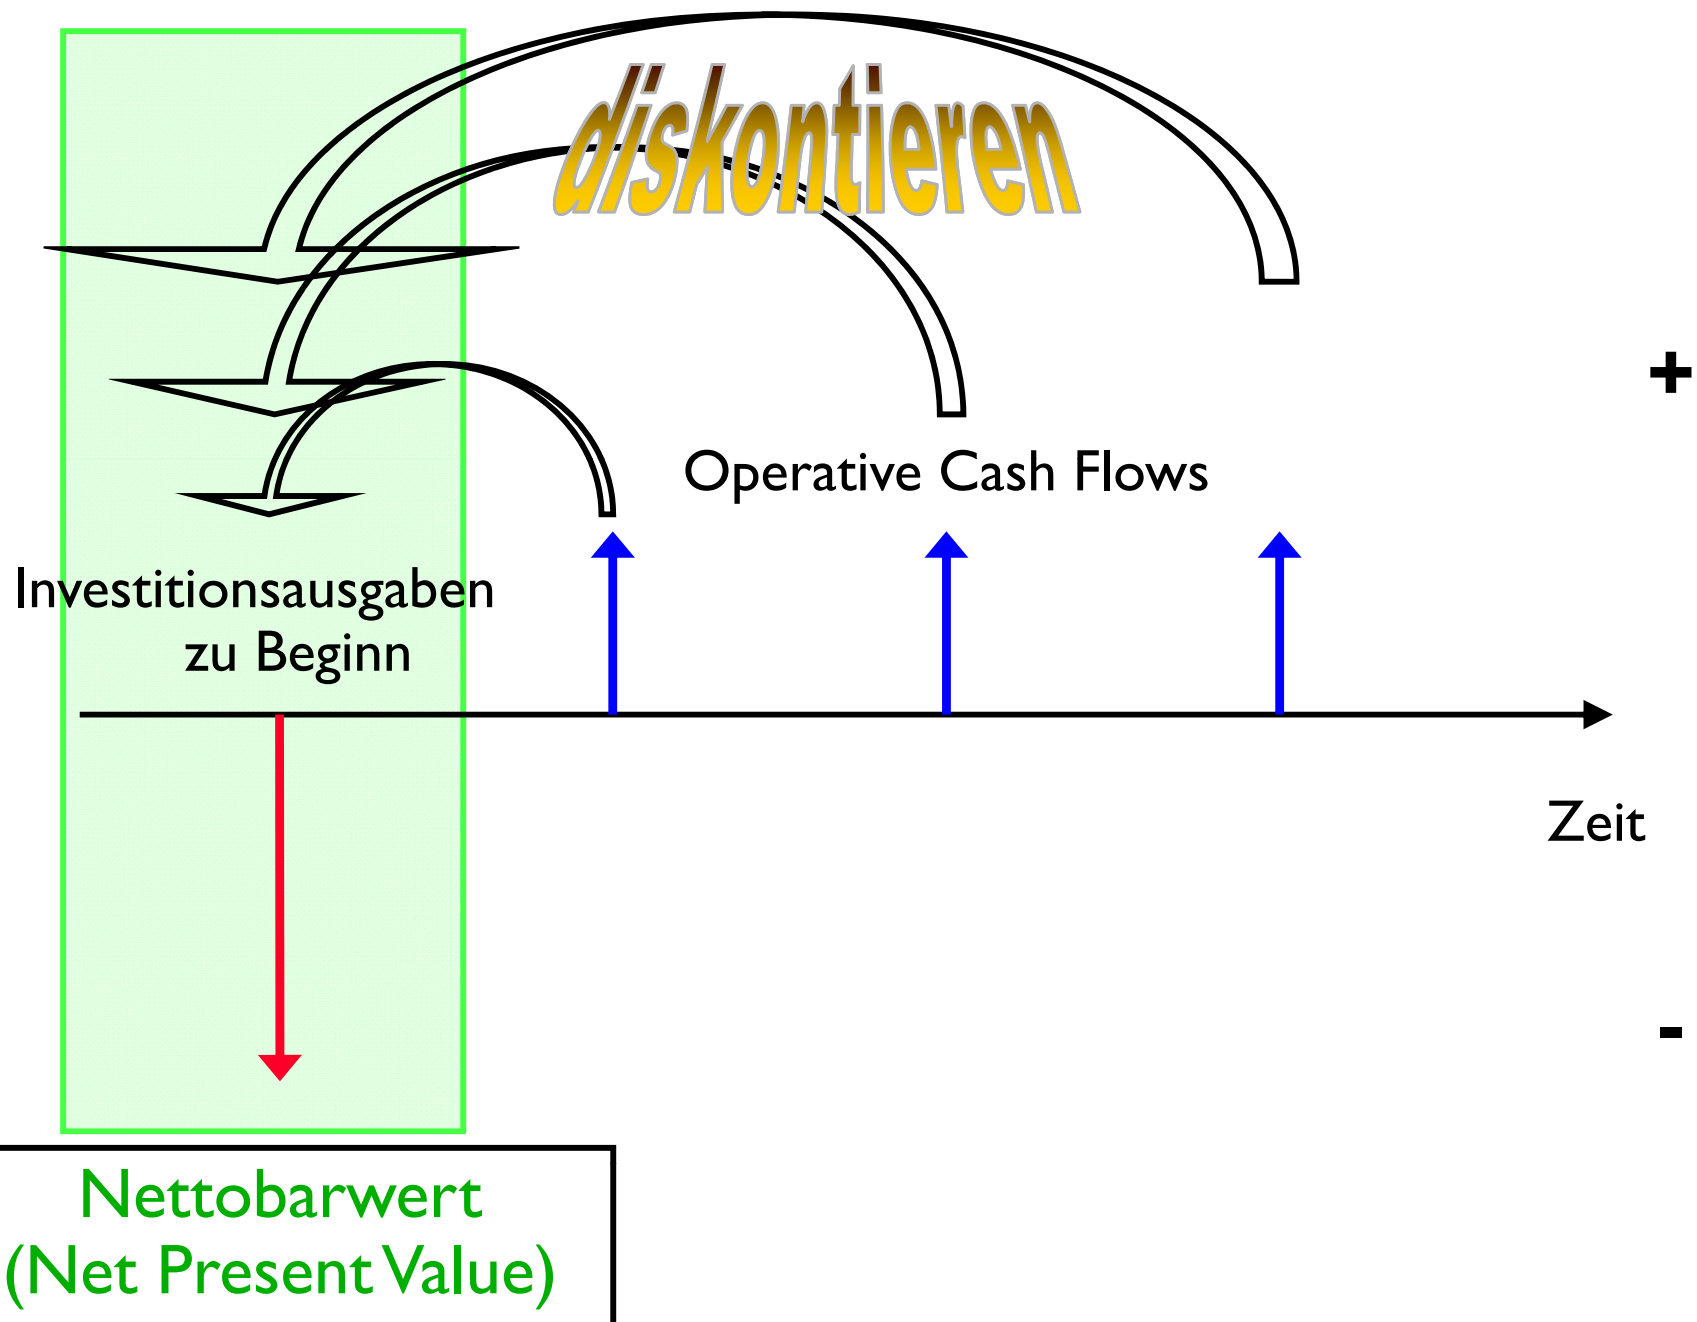 diskontieren
+
Operative Cash Flows
Investitionsausgaben
zu Beginn
Zeit
-
Nettobarwert
(Net Present Value)